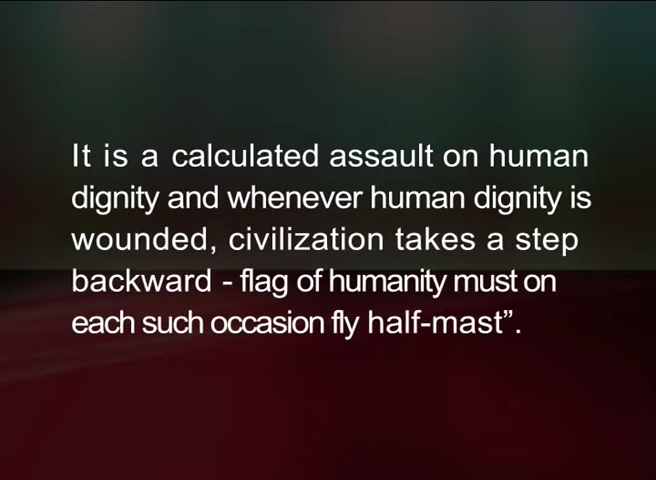 It is a calculated assault on human
dignity and whenever human dignity is
wounded, civilization takes a step
backward - flag of humanity must on
each such occasion fly half-mast”.